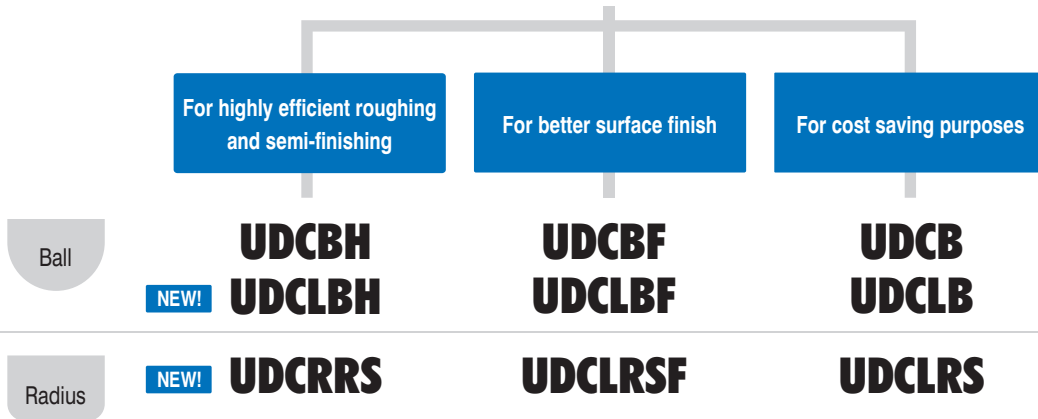 For highly efficient roughing
and semi-finishing
For better surface finish
For cost saving purposes
Ball
UDCBH
UDCBF
UDCB
NEW!
UDCLBH
UDCLBF
UDCLB
Radius
NEW!
UDCRRS
UDCLRSF
UDCLRS